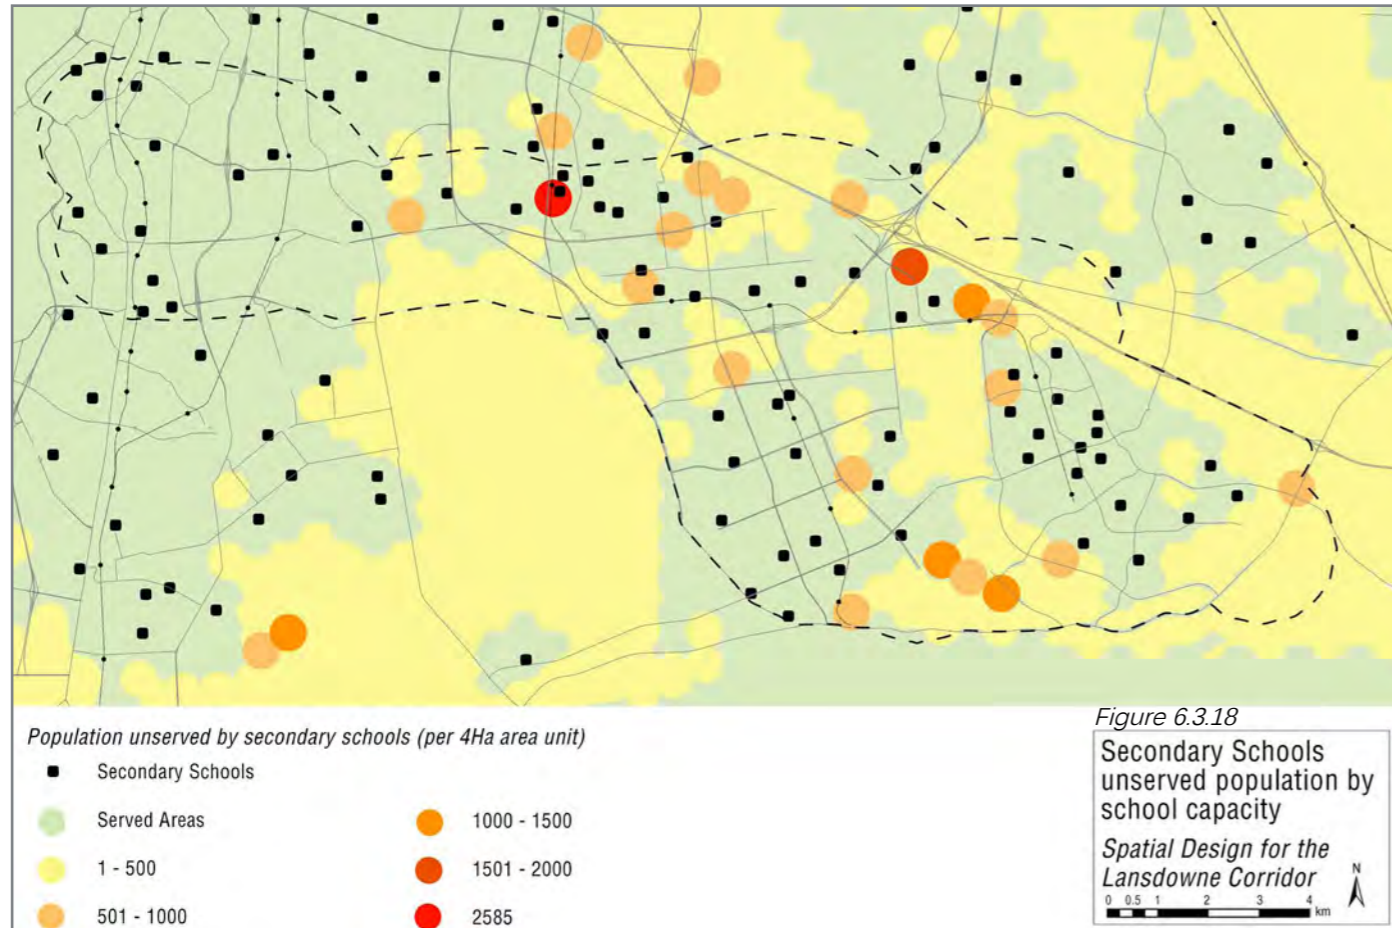 Population unserved by secondary schools (per 4Ha area unit)
Secondary Schools
Served Areas
1 - 500
501 - 1000
1000 - 1500
1501 - 2000
2585
Figure 6.3.18
Secondary Schools
unserved population by
school capacity
Spatial Design for the
Lansdowne Corridor
N
0 0.5 1 2 3 4
km